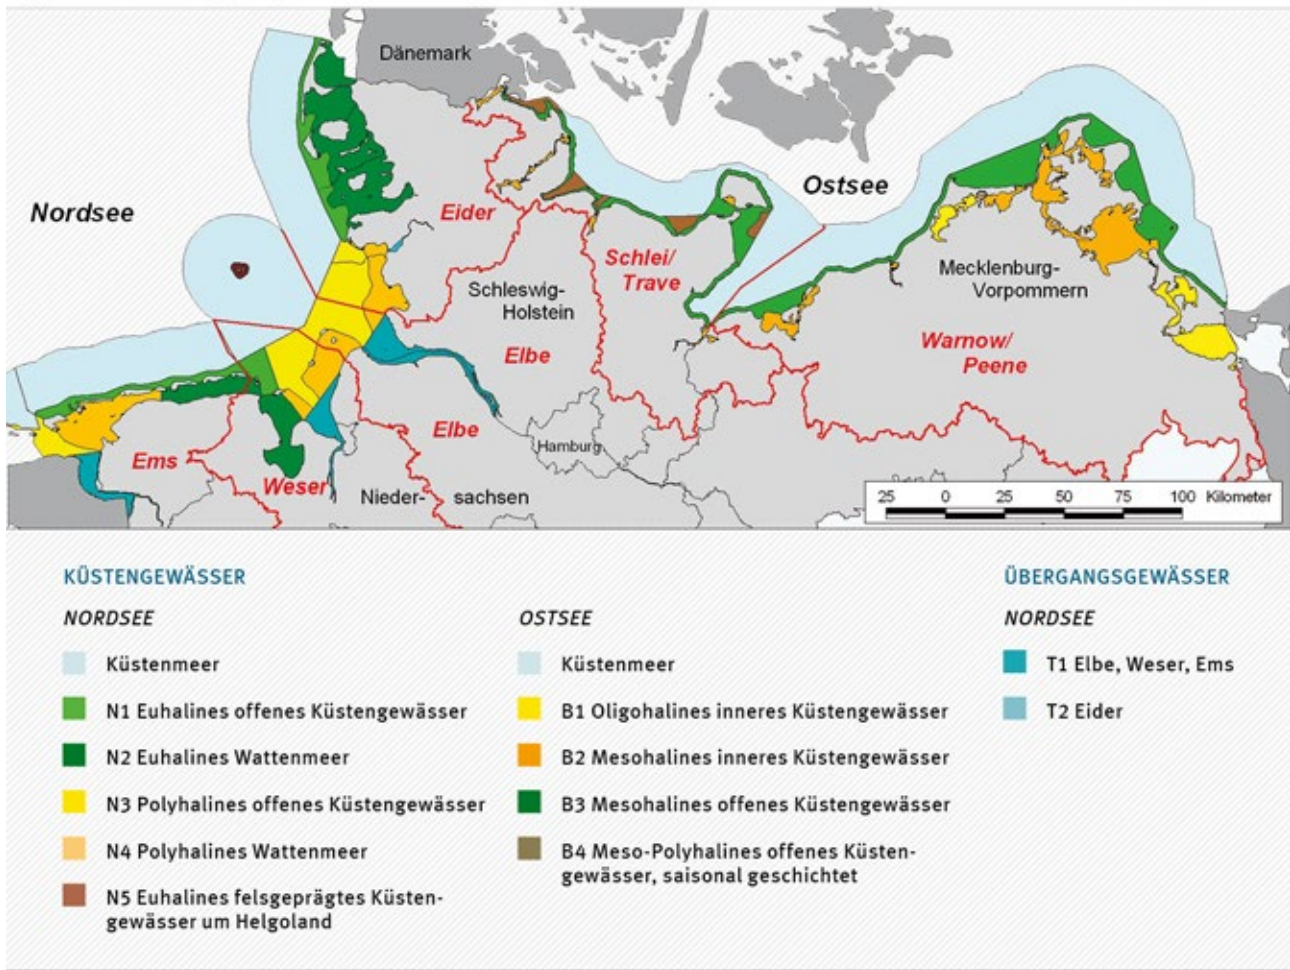 Dänemark
Nordsee
Ostsee
Eider
Schlei/
Trave
Schleswig-
Holstein
Mecklenburg-
Vorpommern
Elbe
Warnow/
Peene
Elbe
Hamburg
Ems
Weser
Nieder-
sachsen
25 0 25 50 75 100 Kilometer
KÜSTENGEWÄSSER
NORDSEE
Küstenmeer
N1 Euhalines offenes Küstengewässer
N2 Euhalines Wattenmeer
N3 Polyhalines offenes Küstengewässer
N4 Polyhalines Wattenmeer
N5 Euhalines felsgeprägtes Küsten-
gewässer um Helgoland
OSTSEE
Küstenmeer
B1 Oligohalines inneres Küstengewässer
B2 Mesohalines inneres Küstengewässer
B3 Mesohalines offenes Küstengewässer
B4 Meso-Polyhalines offenes Küsten-
gewässer, saisonal geschichtet
ÜBERGANGSGEWÄSSER
NORDSEE
T1 Elbe, Weser, Ems
T2 Eider